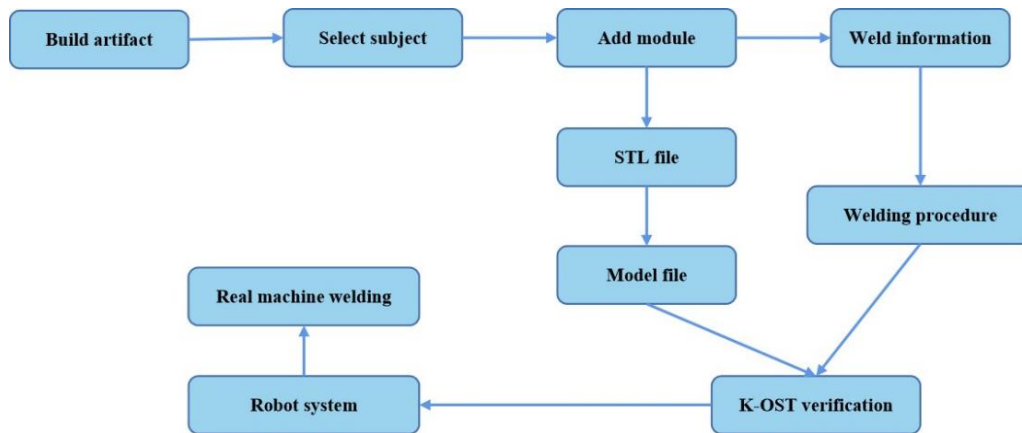 Build artifact
Select subject
Add module
Weld information
STL file
Welding procedure
Model file
Real machine welding
Robot system
K-OST verification